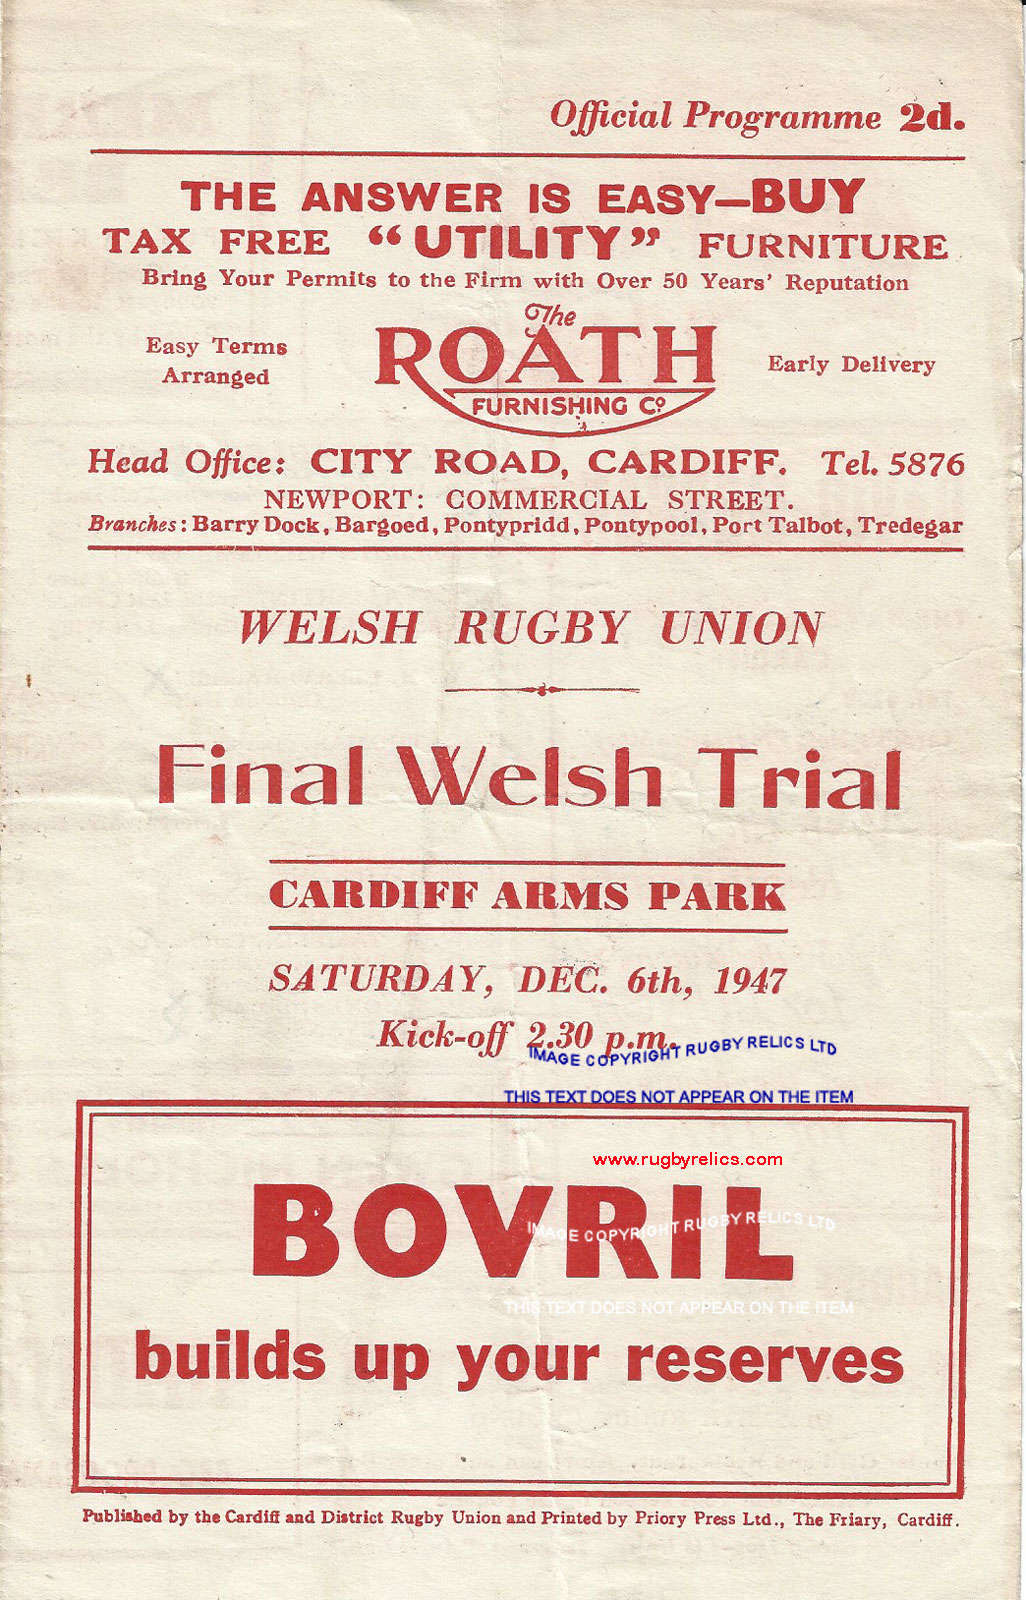 Official Programme 2d.
THE ANSWER IS EASY—BUY
TAX FREE "UTILITY" FURNITURE
Bring Your Permits to the Firm with Over 50 Years' Reputation
Easy Terms
Arranged
The
ROATH
FURNISHING Co.
Early Delivery
Head Office: CITY ROAD, CARDIFF. Tel. 5876
NEWPORT: COMMERCIAL STREET.
Branches: Barry Dock, Bargoed, Pontypridd, Pontypool, Port Talbot, Tredegar
WELSH RUGBY UNION
Final Welsh Trial
CARDIFF ARMS PARK
SATURDAY, DEC. 6th, 1947
Kick-off 2.30 p.m.
IMAGE COPYRIGHT RUGBY RELICS LTD
THIS TEXT DOES NOT APPEAR ON THE ITEM
www.rugbyrelics.com
BOVRIL
IMAGE COPYRIGHT RUGBY RELICS LTD
THIS TEXT DOES NOT APPEAR ON THE ITEM
builds up your reserves
Published by the Cardiff and District Rugby Union and Printed by Priory Press Ltd., The Friary, Cardiff.